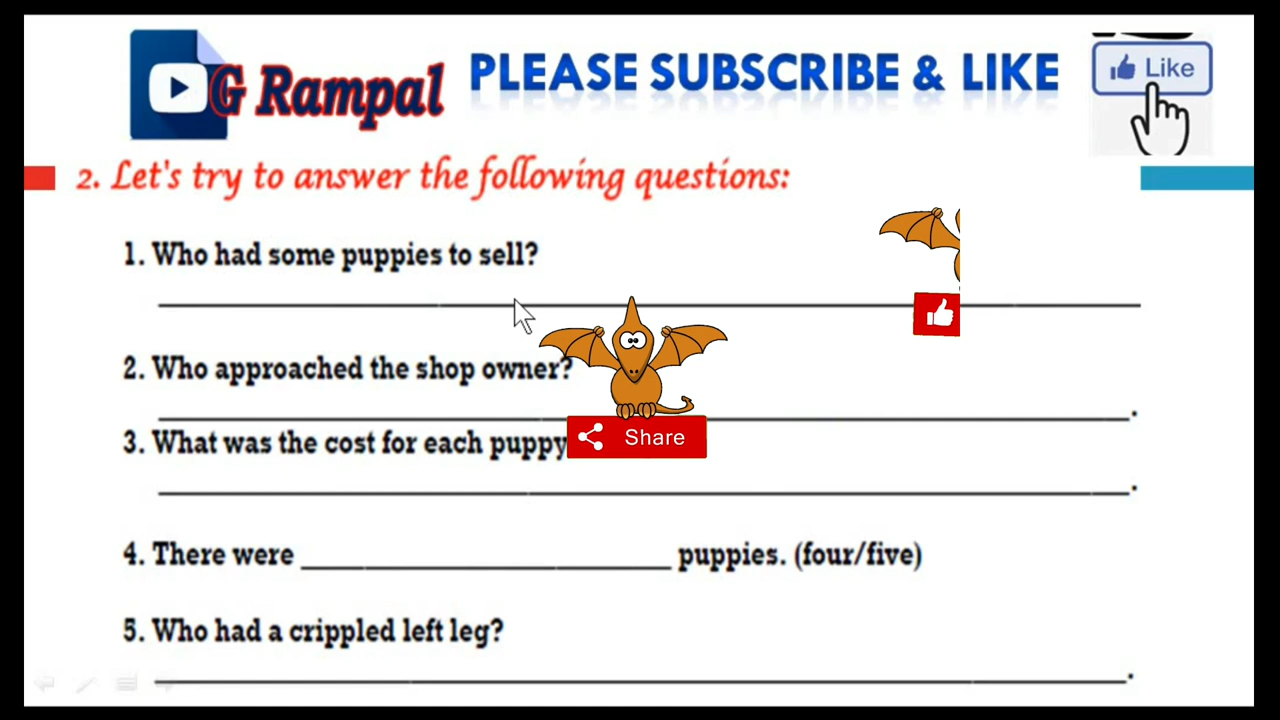 G Rampal
PLEASE SUBSCRIBE & LIKE
Like
2. Let's try to answer the following questions:
1. Who had some puppies to sell?
2. Who approached the shop owner?
3. What was the cost for each puppy
Share
4. There were ____________________ puppies. (four/five)
5. Who had a crippled left leg?